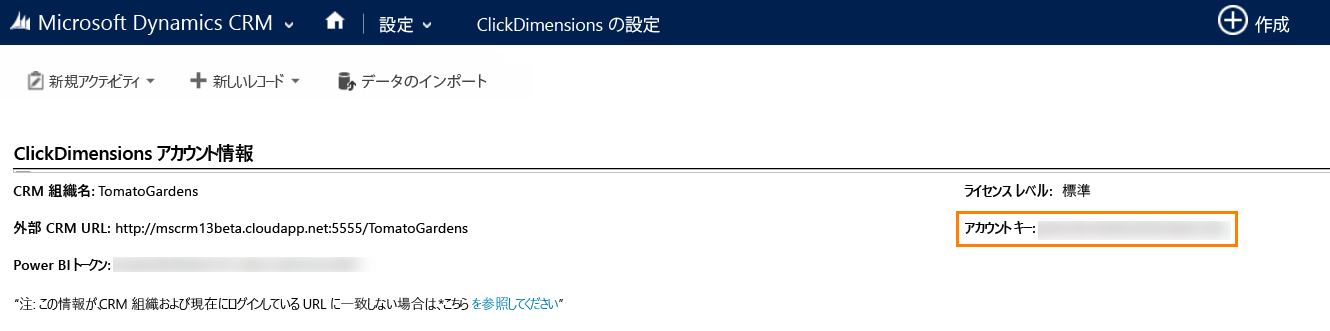 Microsoft Dynamics CRM 設定 ClickDimensions の設定 作成
新規アクティビティ 新しいレコード データのインポート
ClickDimensions アカウント情報
CRM 組織名: TomatoGardens ライセンス レベル: 標準
外部 CRM URL: http://mscrm13beta.cloudapp.net:5555/TomatoGardens アカウント キー:
Power BI トークン:
"注: この情報が、CRM 組織および現在にログインしている URL に一致しない場合は、*こちら を参照してください"